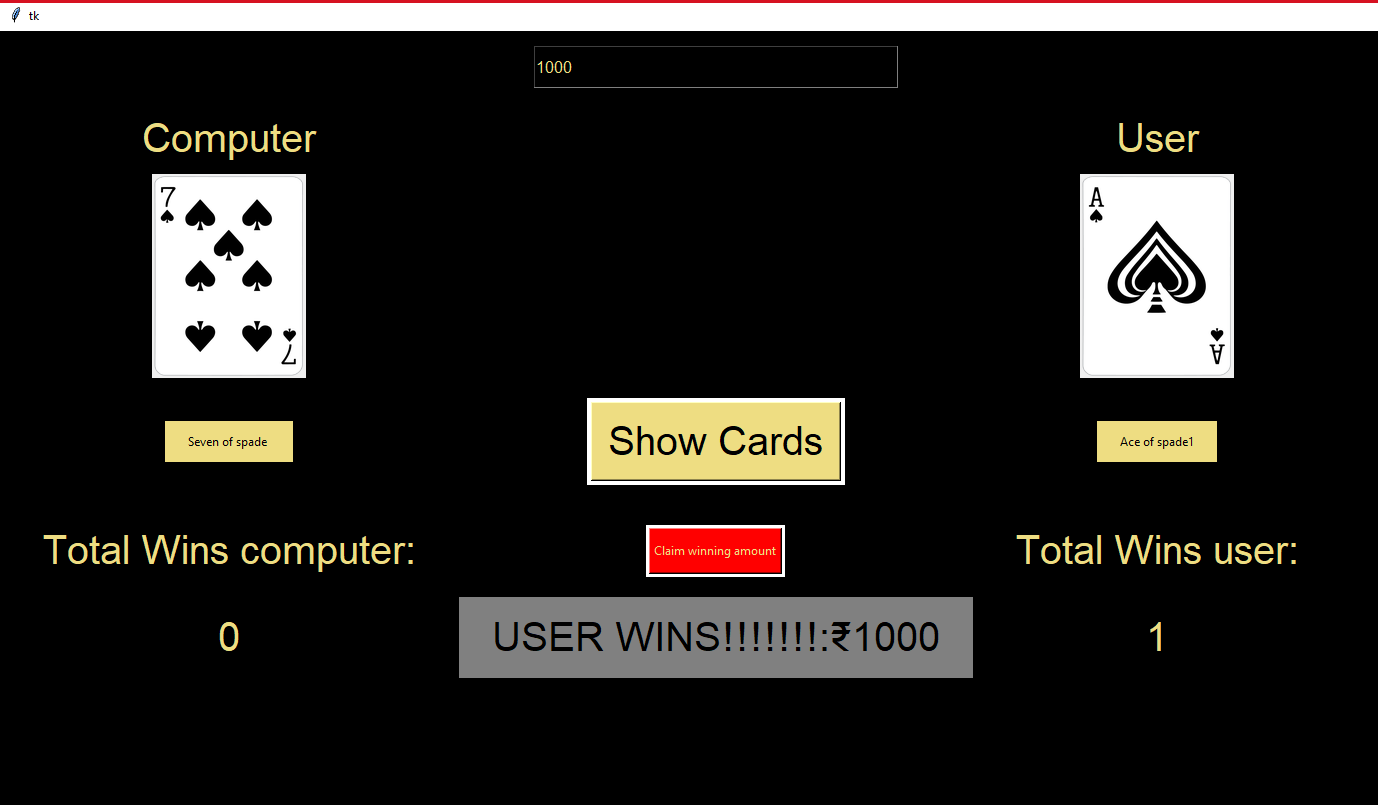 tk
1000
Computer
User
7
7
A
A
Show Cards
Seven of spade
Ace of spade1
Total Wins computer:
Claim winning amount
Total Wins user:
0
USER WINS!!!!!!!!:₹1000
1